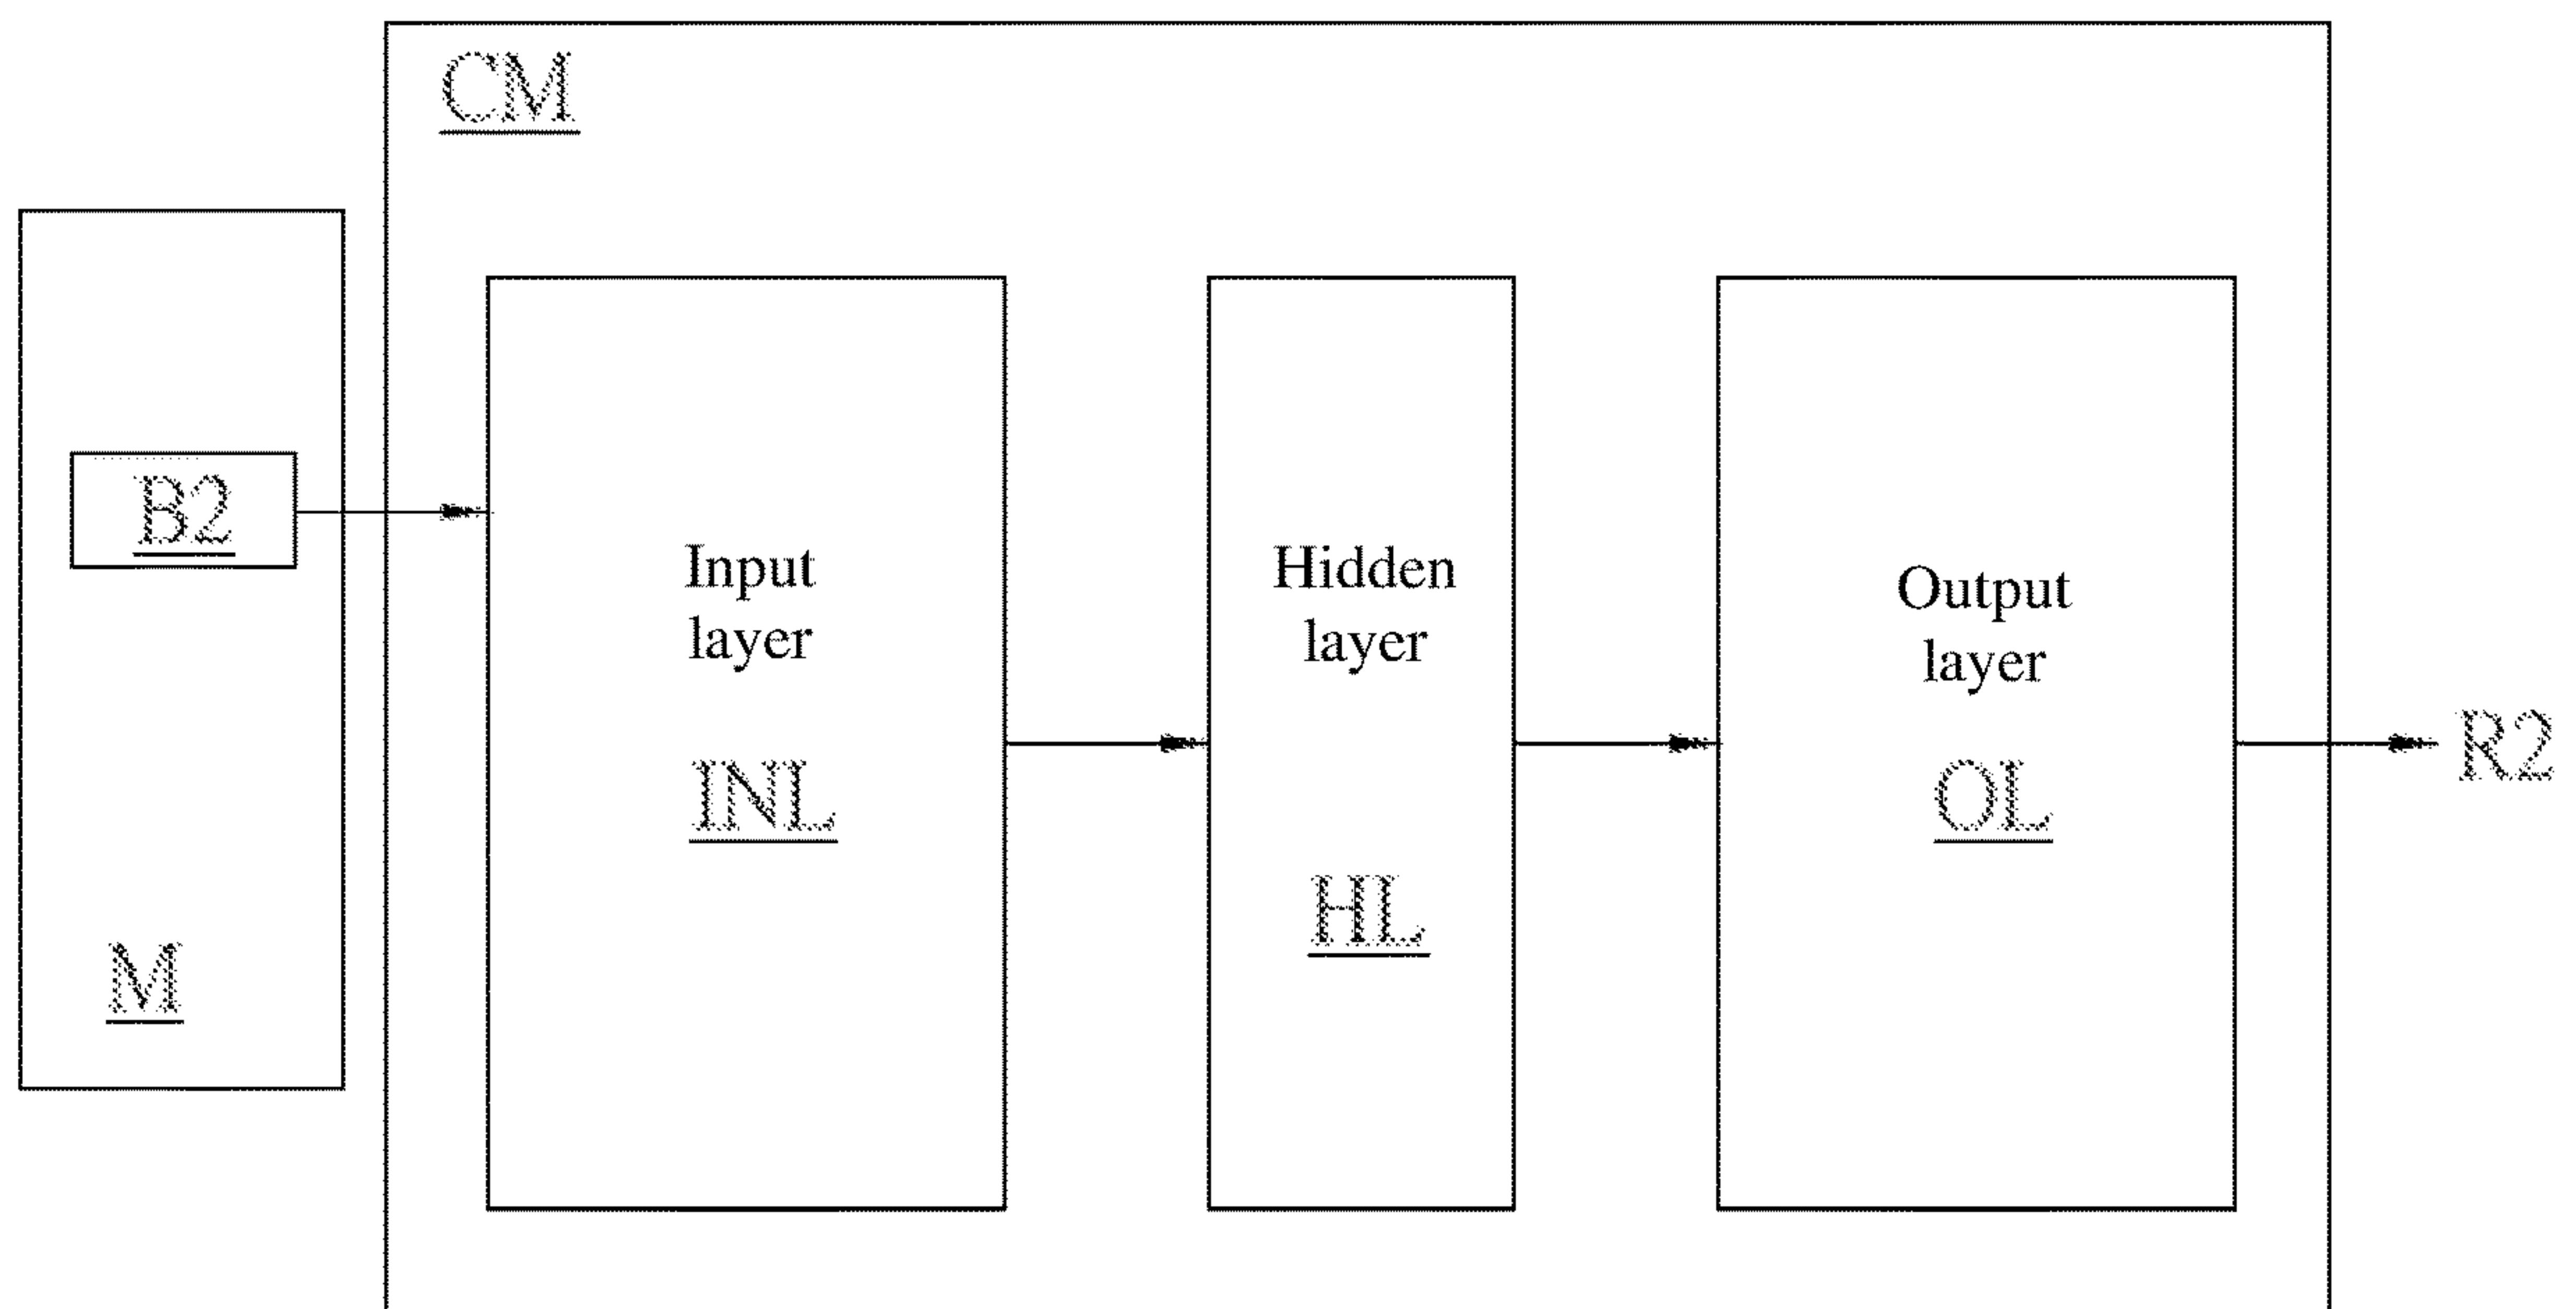 CM
B2
M
Input
layer
INL
Hidden
layer
HL
Output
layer
OL
R2